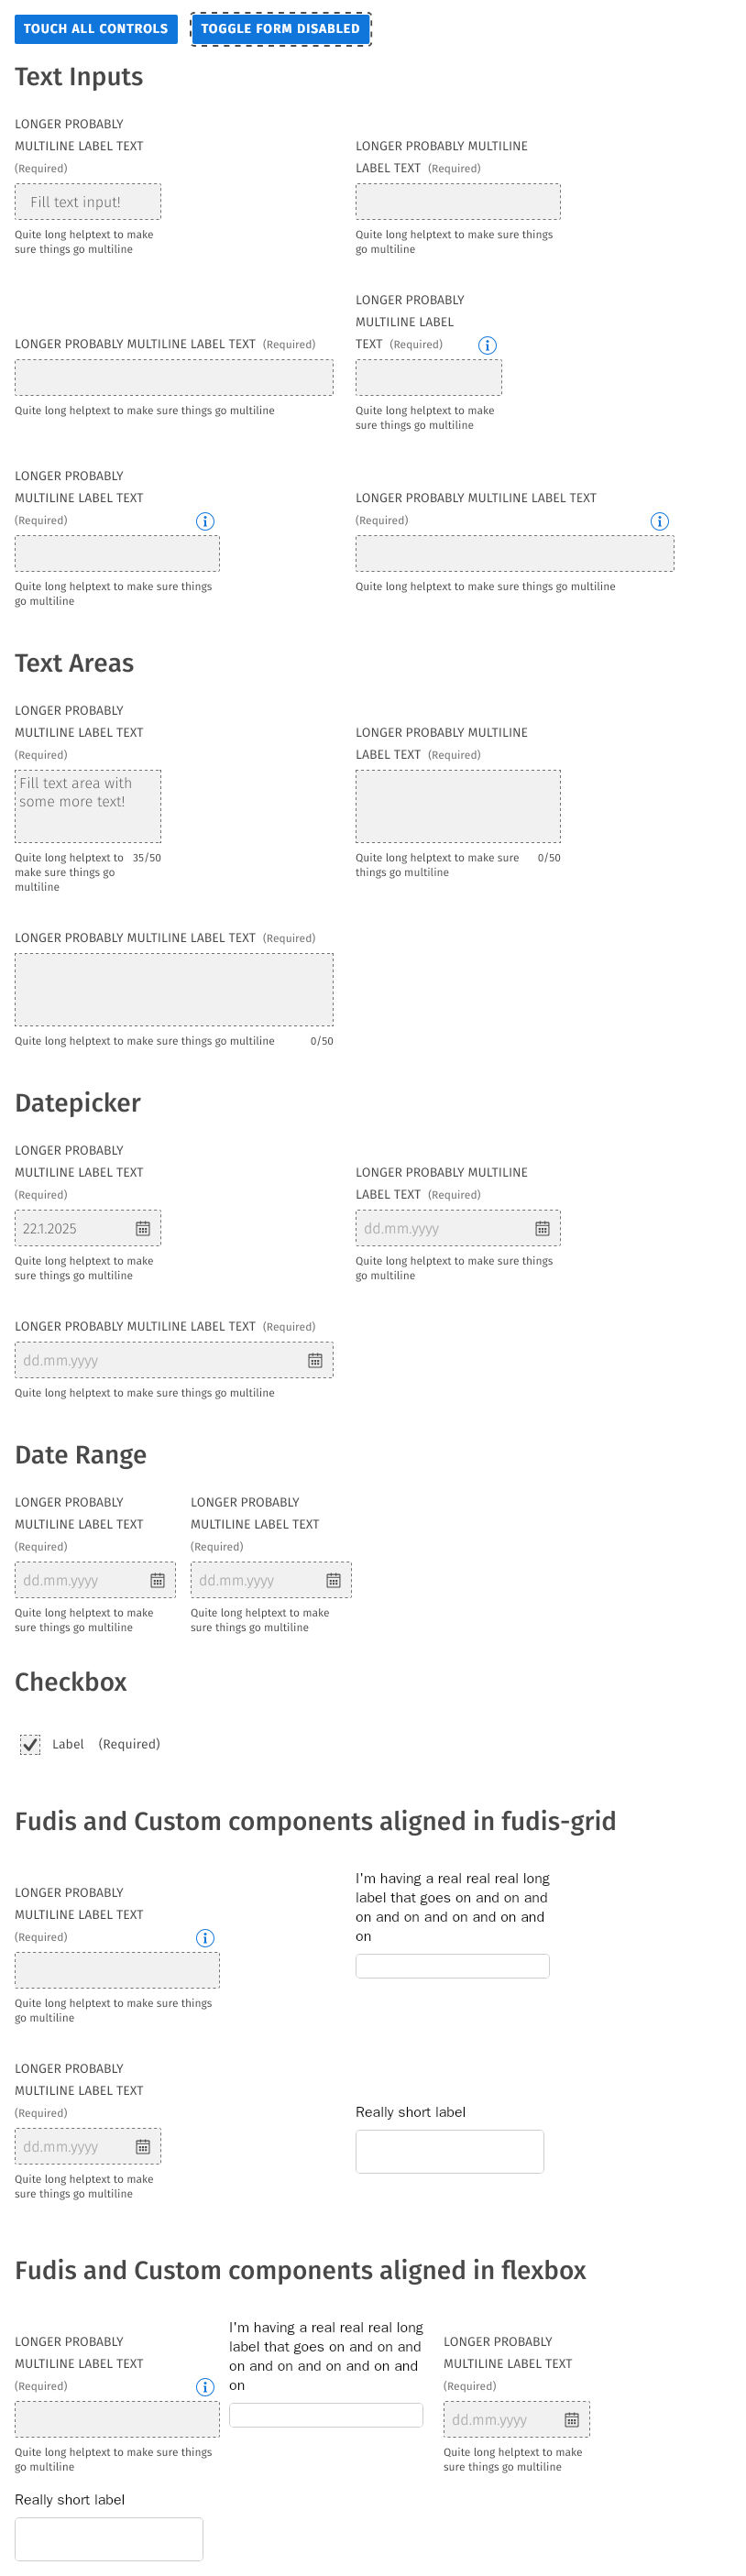 TOUCH ALL CONTROLS
TOGGLE FORM DISABLED
Text Inputs
LONGER PROBABLY
MULTILINE LABEL TEXT
(Required)
Fill text input!
Quite long helptext to make
sure things go multiline
LONGER PROBABLY MULTILINE
LABEL TEXT (Required)
Quite long helptext to make sure things
go multiline
LONGER PROBABLY MULTILINE LABEL TEXT (Required)
Quite long helptext to make sure things go multiline
LONGER PROBABLY
MULTILINE LABEL
TEXT (Required)
Quite long helptext to make
sure things go multiline
LONGER PROBABLY
MULTILINE LABEL TEXT
(Required)
Quite long helptext to make sure things
go multiline
LONGER PROBABLY MULTILINE LABEL TEXT
(Required)
Quite long helptext to make sure things go multiline
Text Areas
LONGER PROBABLY
MULTILINE LABEL TEXT
(Required)
Fill text area with
some more text!
Quite long helptext to 35/50
make sure things go
multiline
LONGER PROBABLY MULTILINE
LABEL TEXT (Required)
Quite long helptext to make sure 0/50
things go multiline
LONGER PROBABLY MULTILINE LABEL TEXT (Required)
Quite long helptext to make sure things go multiline 0/50
Datepicker
LONGER PROBABLY
MULTILINE LABEL TEXT
(Required)
22.1.2025
Quite long helptext to make
sure things go multiline
LONGER PROBABLY MULTILINE
LABEL TEXT (Required)
dd.mm.yyyy
Quite long helptext to make sure things
go multiline
LONGER PROBABLY MULTILINE LABEL TEXT (Required)
dd.mm.yyyy
Quite long helptext to make sure things go multiline
Date Range
LONGER PROBABLY
MULTILINE LABEL TEXT
(Required)
dd.mm.yyyy
Quite long helptext to make
sure things go multiline
LONGER PROBABLY
MULTILINE LABEL TEXT
(Required)
dd.mm.yyyy
Quite long helptext to make
sure things go multiline
Checkbox
Label (Required)
Fudis and Custom components aligned in fudis-grid
LONGER PROBABLY
MULTILINE LABEL TEXT
(Required)
Quite long helptext to make sure things
go multiline
I'm having a real real real long
label that goes on and on and
on and on and on and on and
on
LONGER PROBABLY
MULTILINE LABEL TEXT
(Required)
dd.mm.yyyy
Quite long helptext to make
sure things go multiline
Really short label
Fudis and Custom components aligned in flexbox
LONGER PROBABLY
MULTILINE LABEL TEXT
(Required)
Quite long helptext to make sure things
go multiline
I'm having a real real real long
label that goes on and on and
on and on and on and on and
on
LONGER PROBABLY
MULTILINE LABEL TEXT
(Required)
dd.mm.yyyy
Quite long helptext to make
sure things go multiline
Really short label